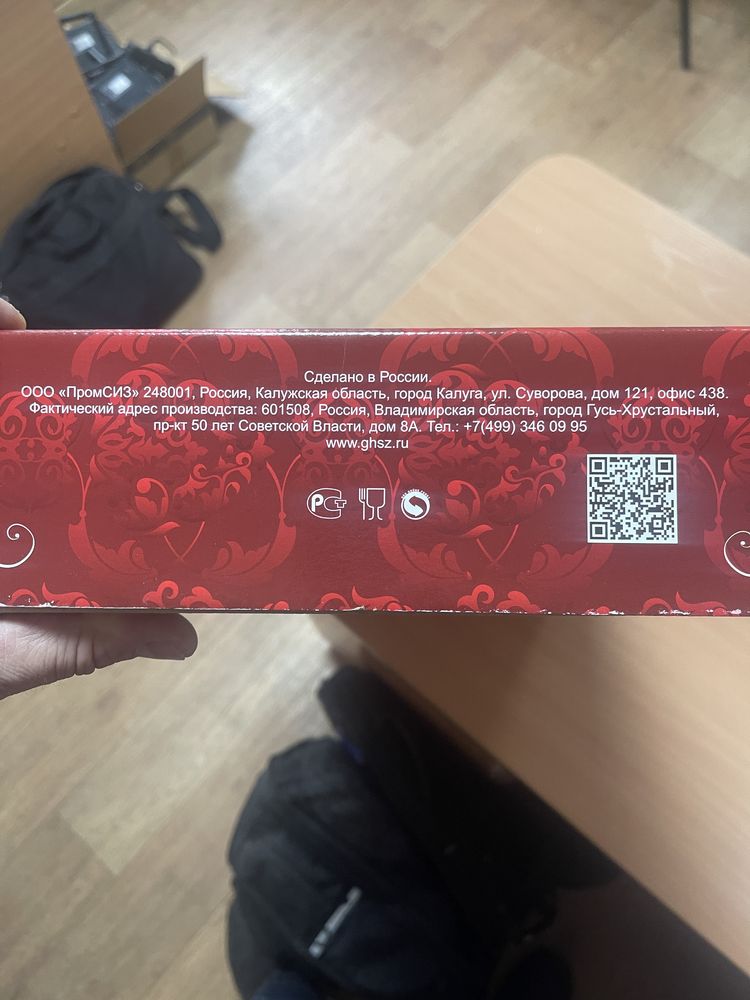 Сделано в России.
ООО «ПромСИЗ» 248001, Россия, Калужская область, город Калуга, ул. Суворова, дом 121, офис 438.
Фактический адрес производства: 601508, Россия, Владимирская область, город Гусь-Хрустальный,
пр-кт 50 лет Советской Власти, дом 8А. Тел.: +7(499) 346 09 95
www.ghsz.ru